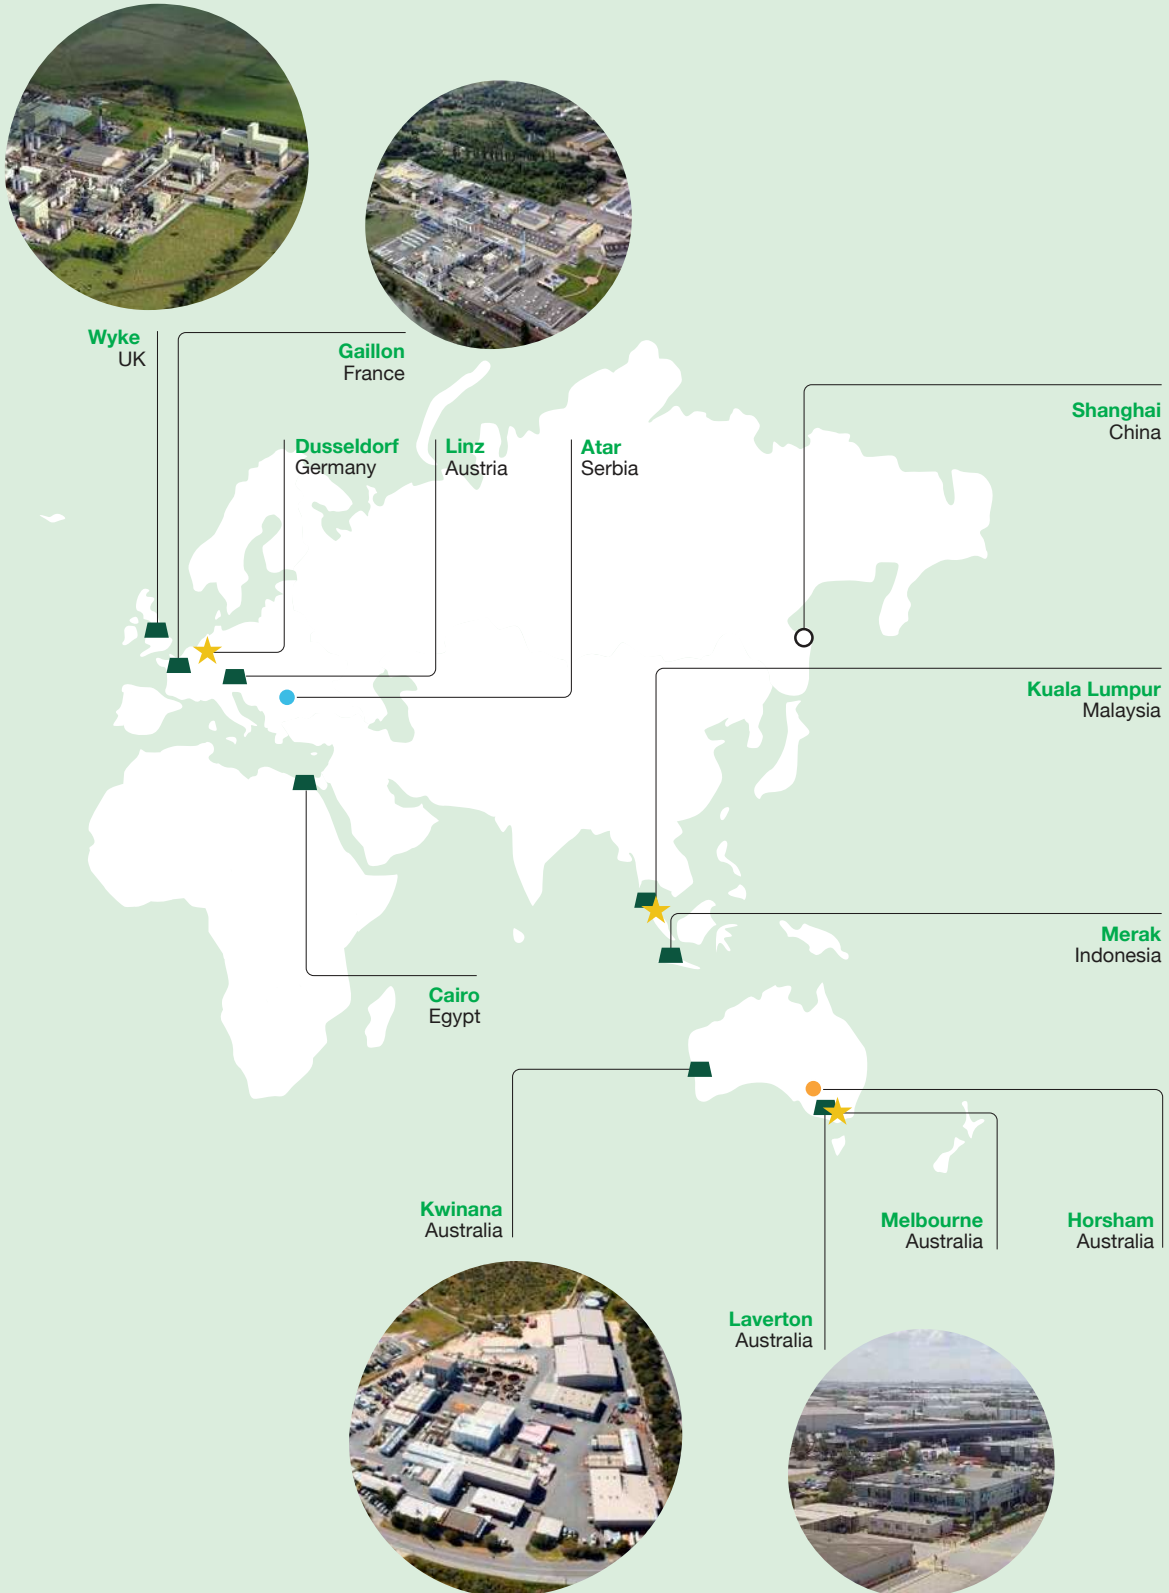 Wyke
UK
Gaillon
France
Shanghai
China
Dusseldorf
Germany
Linz
Austria
Atar
Serbia
Kuala Lumpur
Malaysia
Merak
Indonesia
Cairo
Egypt
Kwinana
Australia
Melbourne
Australia
Horsham
Australia
Laverton
Australia